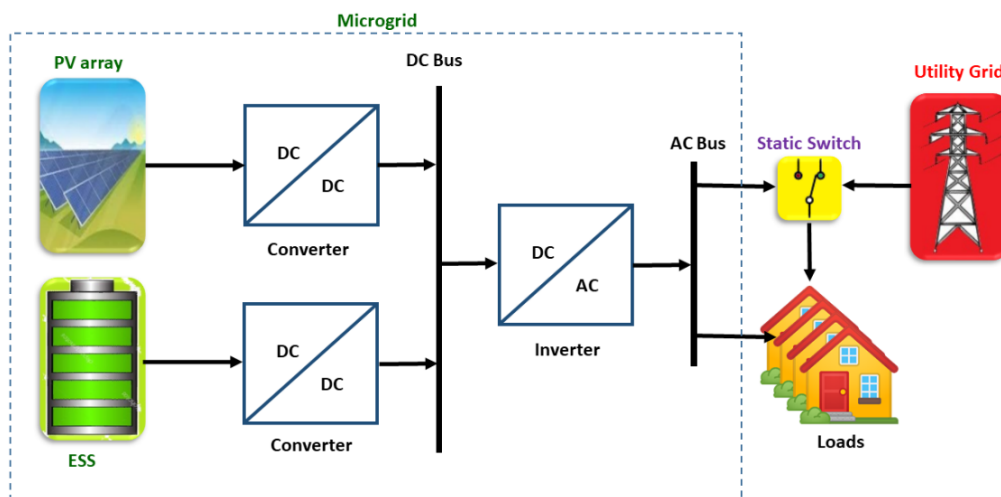 Microgrid
PV array
DC Bus
Utility Grid
DC
DC
Converter
AC Bus
Static Switch
DC
AC
Inverter
DC
DC
Converter
ESS
Loads